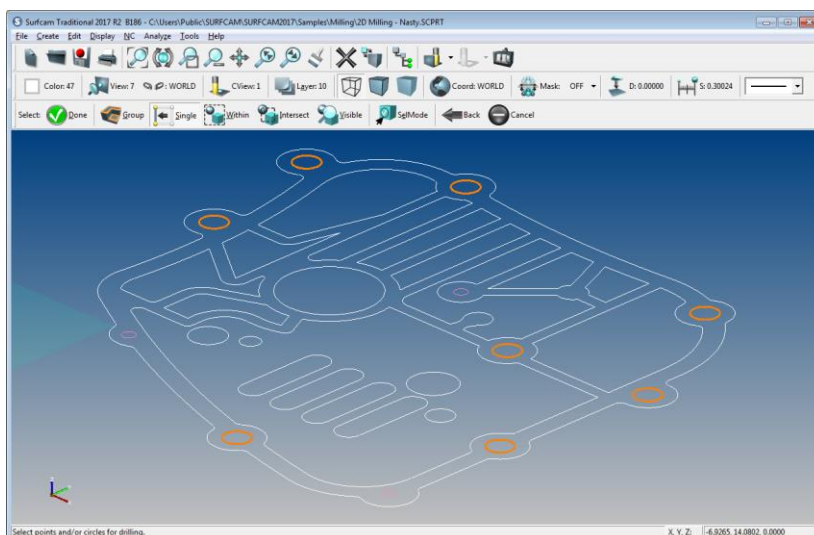 Surfcam Traditional 2017 R2 B186 - C:\Users\Public\SURFCAM\SURFCAM2017\Samples\Milling\2D Milling - Nasty.SCPRT
File Create Edit Display NC Analyze Tools Help
Color: 47 View: 7 WORLD CView: 1 Layer: 10 Coord: WORLD Mask: OFF D: 0.00000 S: 0.30024
Select: Done Group Single Within Intersect Visible SelMode Back Cancel
Select points and/or circles for drilling. X, Y, Z: -6.9265, 14.0802, 0.0000